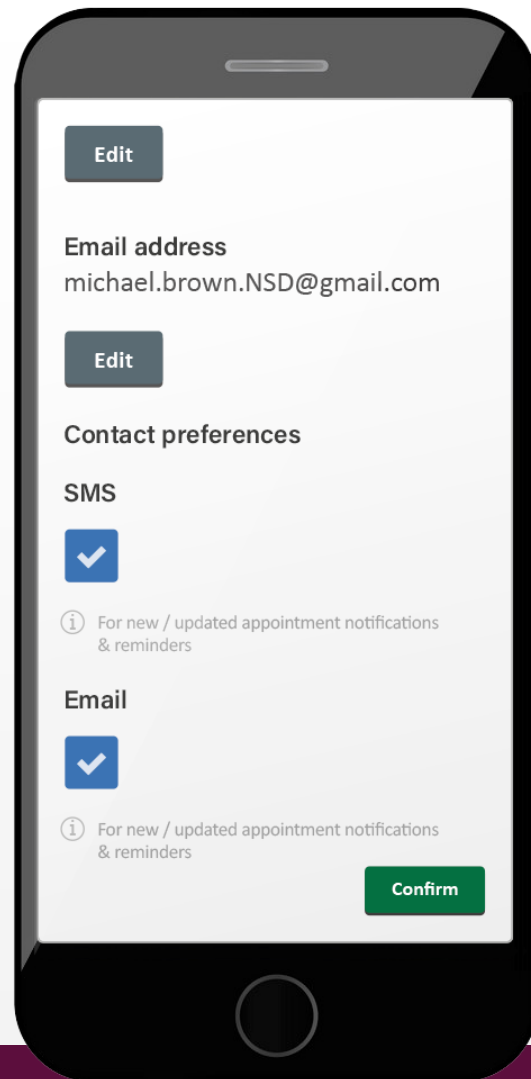 Edit
Email address
michael.brown.NSD@gmail.com
Edit
Contact preferences
SMS
For new / updated appointment notifications
& reminders
Email
For new / updated appointment notifications
& reminders
Confirm